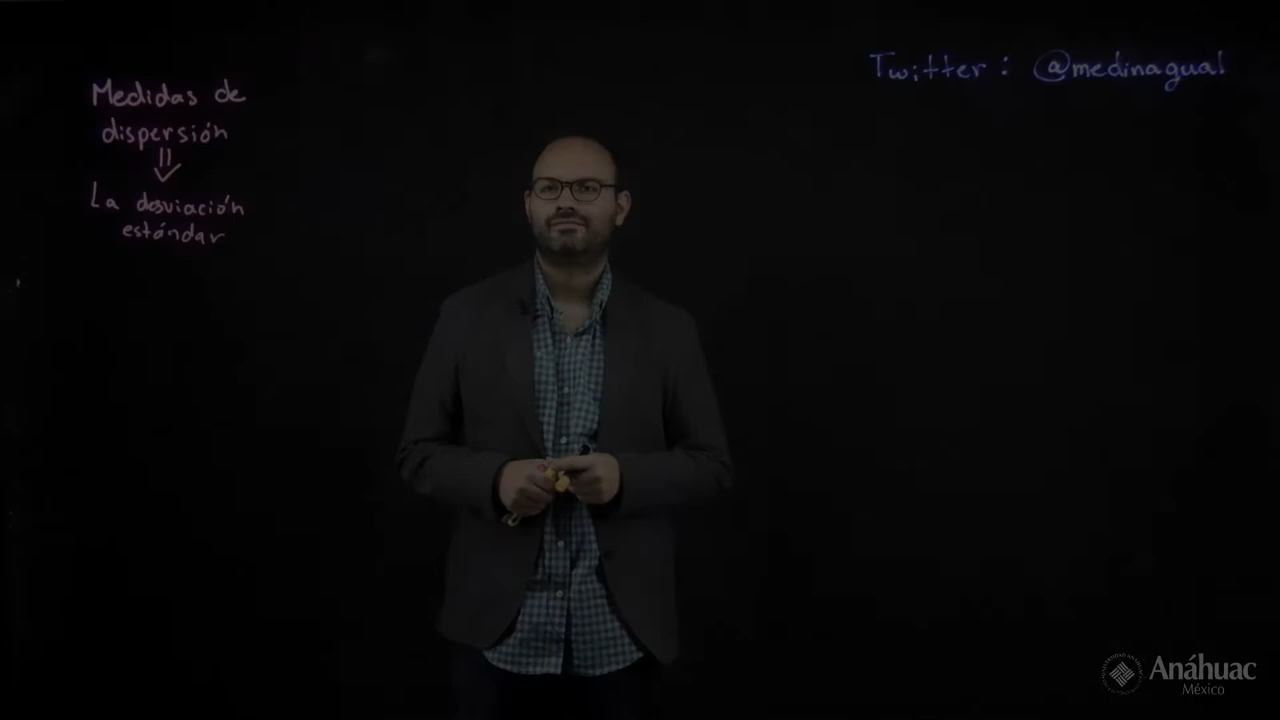 Medidas de
dispersión
La desviación
estándar
Twitter: @medinagual
Anáhuac
México